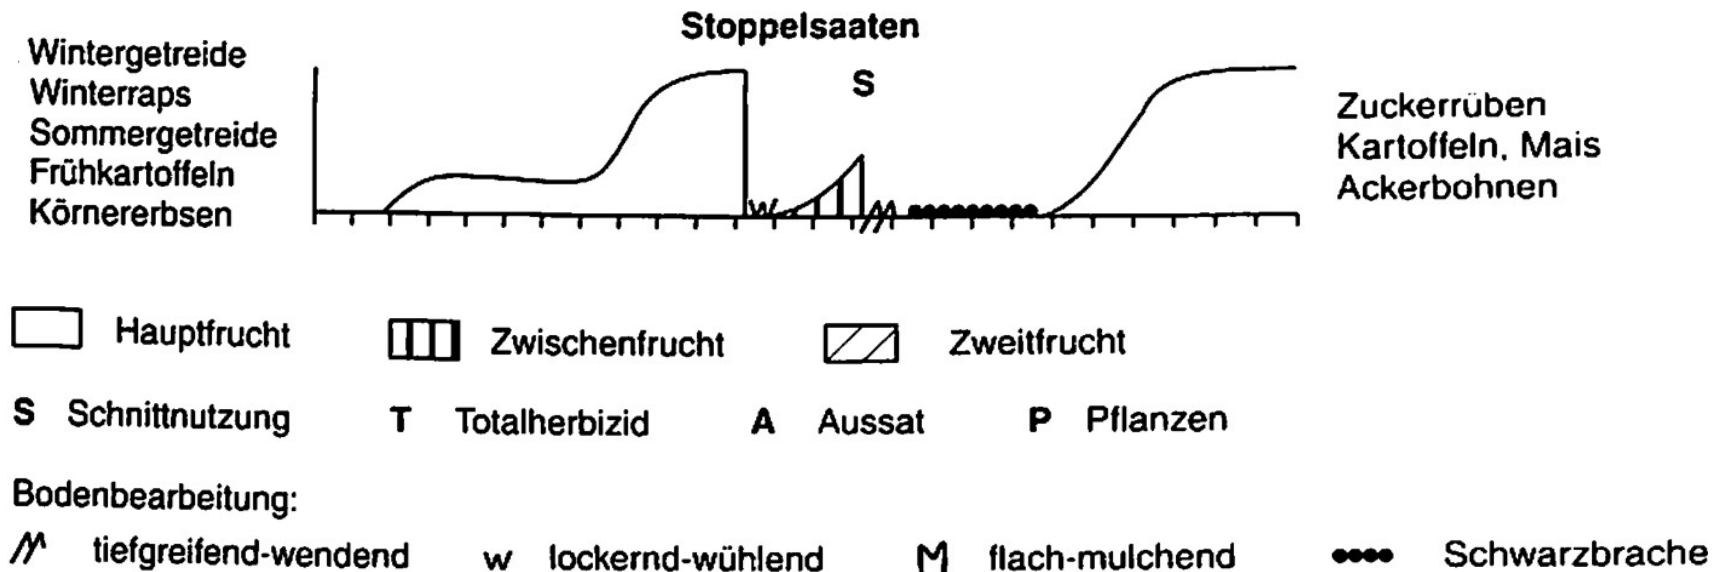 Stoppelsaaten
Wintergetreide
Winterraps
Sommergetreide
Frühkartoffeln
Körnererbsen
S
w
Zuckerrüben
Kartoffeln, Mais
Ackerbohnen
Hauptfrucht
Zwischenfrucht
Zweitfrucht
S Schnittnutzung
T Totalherbizid
A Aussat
P Pflanzen
Bodenbearbeitung:
tiefgreifend-wendend
w lockernd-wühlend
M flach-mulchend
Schwarzbrache